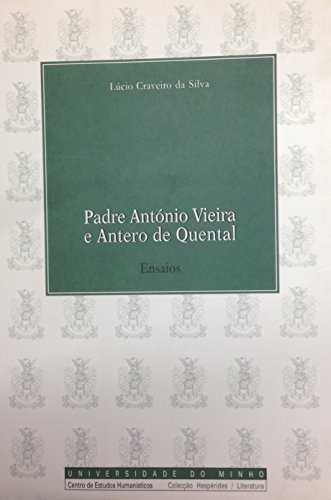 Lúcio Craveiro da Silva
Padre António Vieira
e Antero de Quental
Ensaios
UNIVERSIDADE DO MINHO
Centro de Estudos Humanísticos Colecção Hespérides / Literatura